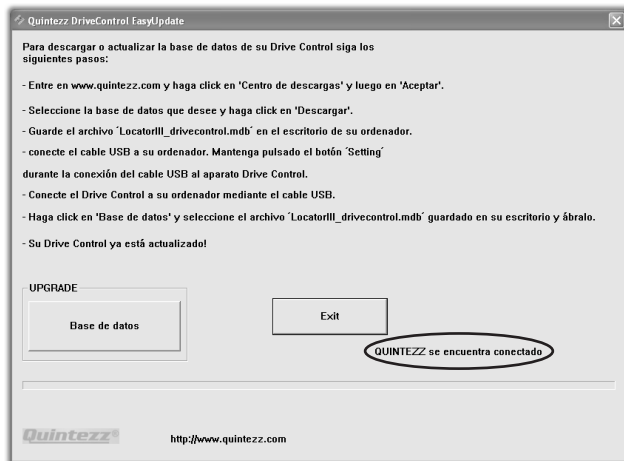 Quintezz DriveControl EasyUpdate
Para descargar o actualizar la base de datos de su Drive Control siga los
siguientes pasos:
- Entre en www.quintezz.com y haga click en 'Centro de descargas' y luego en 'Aceptar'.
- Seleccione la base de datos que desee y haga click en 'Descargar'.
- Guarde el archivo ´LocatorIII_drivecontrol.mdb´ en el escritorio de su ordenador.
- conecte el cable USB a su ordenador. Mantenga pulsado el botón ´Setting´
durante la conexión del cable USB al aparato Drive Control.
- Conecte el Drive Control a su ordenador mediante el cable USB.
- Haga click en 'Base de datos' y seleccione el archivo ´LocatorIII_drivecontrol.mdb´ guardado en su escritorio y ábralo.
- Su Drive Control ya está actualizado!
UPGRADE
Base de datos
Exit
QUINTEZZ se encuentra conectado
Quintezz®
http://www.quintezz.com